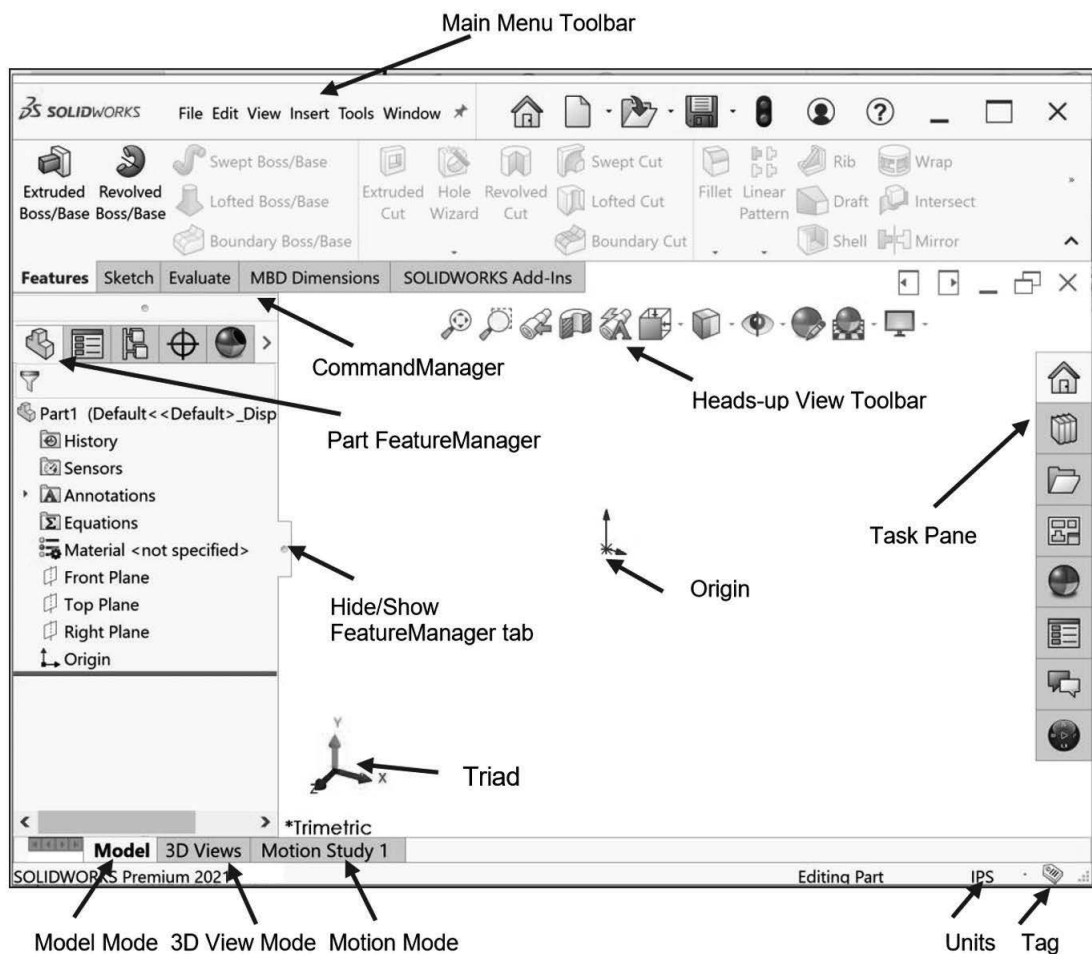 Main Menu Toolbar
SOLIDWORKS File Edit View Insert Tools Window
Extruded Boss/Base
Revolved Boss/Base
Swept Boss/Base
Lofted Boss/Base
Boundary Boss/Base
Extruded Cut
Hole Wizard
Revolved Cut
Swept Cut
Lofted Cut
Boundary Cut
Fillet
Linear Pattern
Rib
Draft
Shell
Wrap
Intersect
Mirror
Features Sketch Evaluate MBD Dimensions SOLIDWORKS Add-Ins
CommandManager
Heads-up View Toolbar
Part FeatureManager
Part1 (Default<<Default>_Disp
History
Sensors
Annotations
Equations
Material <not specified>
Front Plane
Top Plane
Right Plane
Origin
Task Pane
Origin
Hide/Show
FeatureManager tab
Y
X
Z
Triad
*Trimetric
Model 3D Views Motion Study 1
SOLIDWORKS Premium 2021
Editing Part IPS
Model Mode 3D View Mode Motion Mode Units Tag